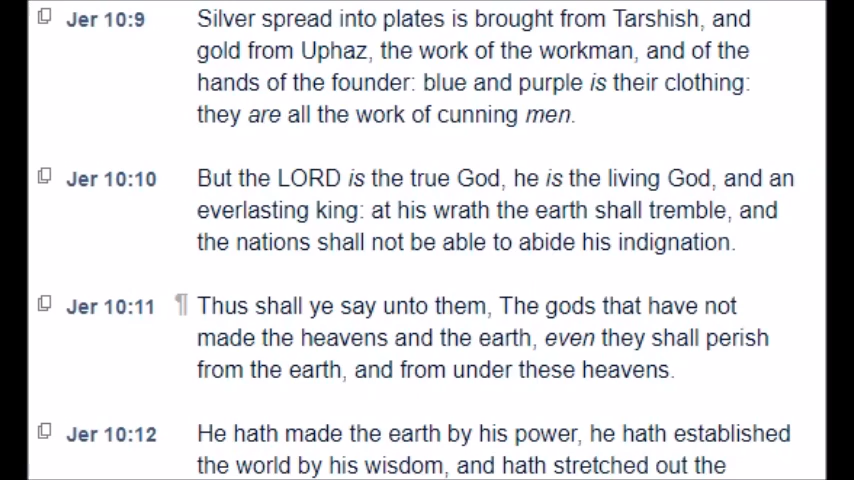 Jer 10:9 Silver spread into plates is brought from Tarshish, and
gold from Uphaz, the work of the workman, and of the
hands of the founder: blue and purple is their clothing:
they are all the work of cunning men.
Jer 10:10 But the LORD is the true God, he is the living God, and an
everlasting king: at his wrath the earth shall tremble, and
the nations shall not be able to abide his indignation.
Jer 10:11 ¶ Thus shall ye say unto them, The gods that have not
made the heavens and the earth, even they shall perish
from the earth, and from under these heavens.
Jer 10:12 He hath made the earth by his power, he hath established
the world by his wisdom, and hath stretched out the